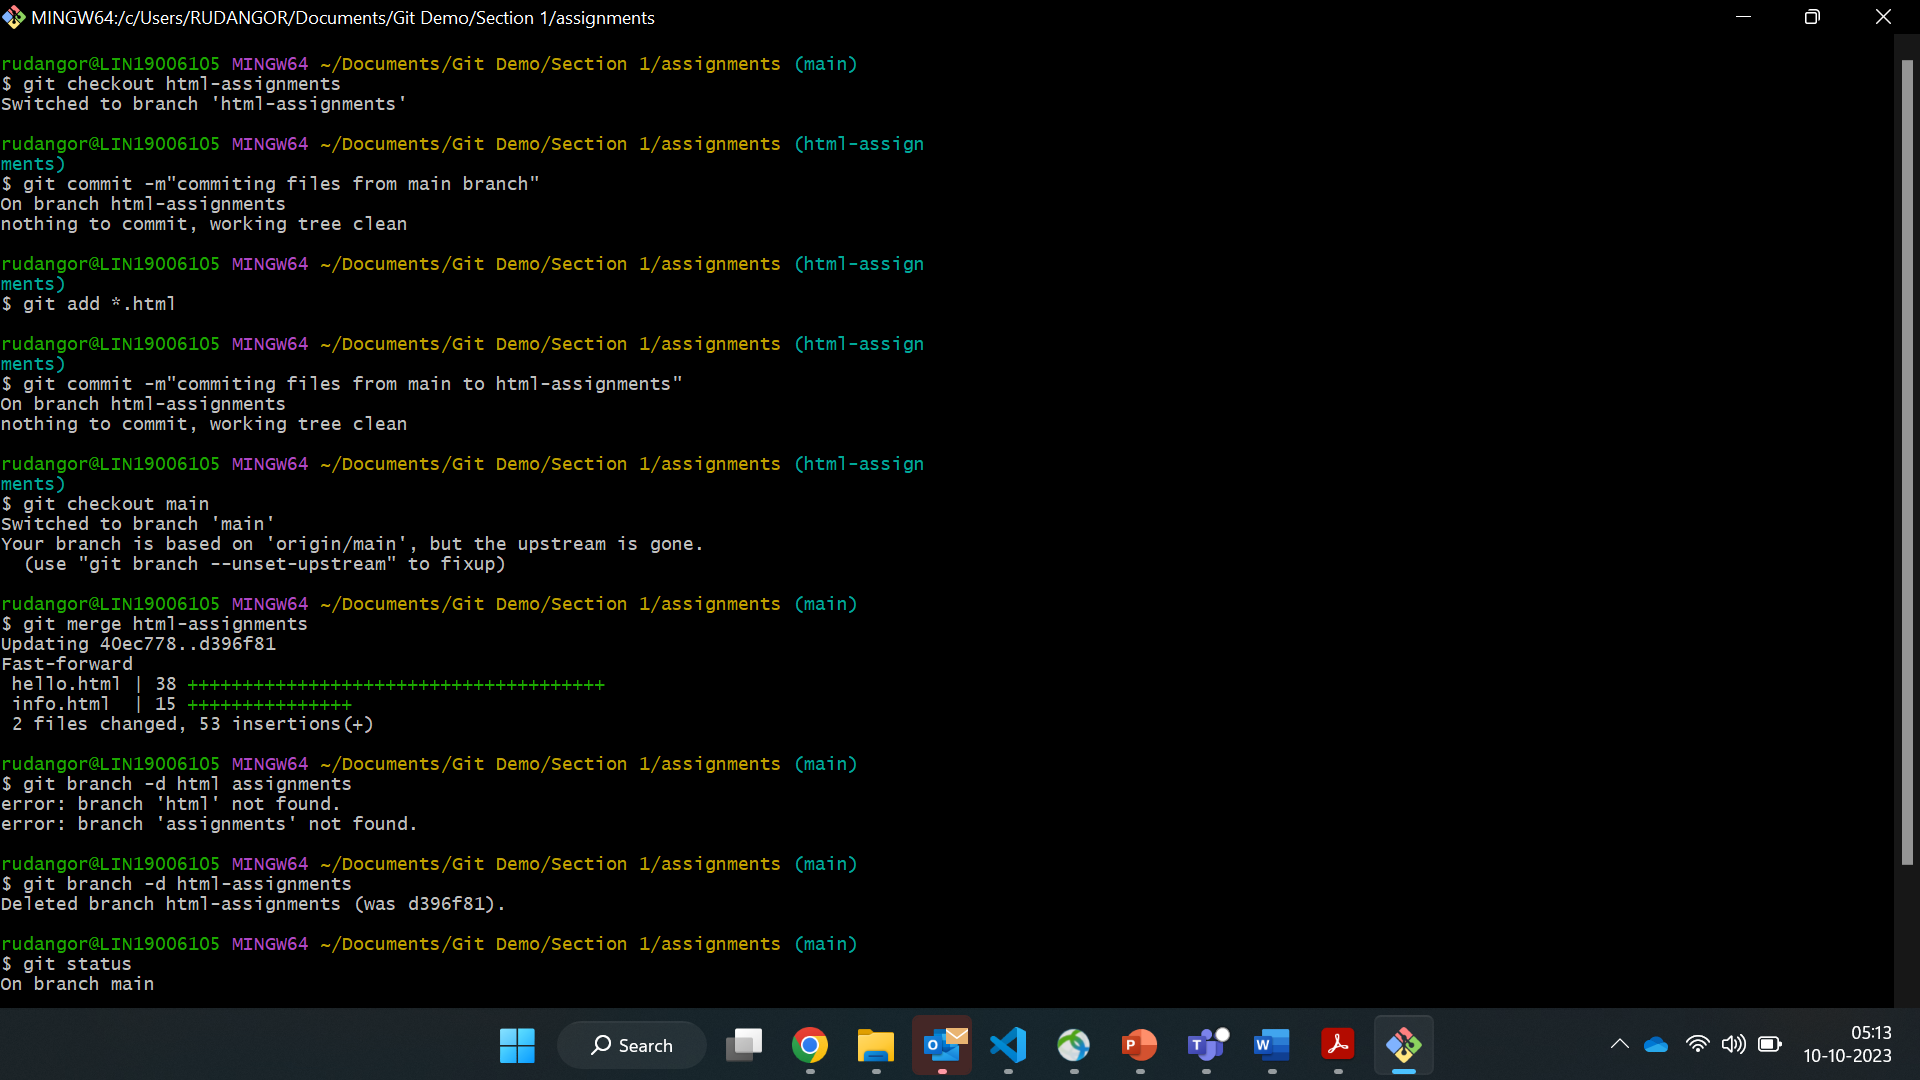 MINGW64:/c/Users/RUDANGOR/Documents/Git Demo/Section 1/assignments
rudangor@LIN19006105 MINGW64 ~/Documents/Git Demo/Section 1/assignments (main)
$ git checkout html-assignments
Switched to branch 'html-assignments'
rudangor@LIN19006105 MINGW64 ~/Documents/Git Demo/Section 1/assignments (html-assign
ments)
$ git commit -m"commiting files from main branch"
On branch html-assignments
nothing to commit, working tree clean
rudangor@LIN19006105 MINGW64 ~/Documents/Git Demo/Section 1/assignments (html-assign
ments)
$ git add *.html
rudangor@LIN19006105 MINGW64 ~/Documents/Git Demo/Section 1/assignments (html-assign
ments)
$ git commit -m"commiting files from main to html-assignments"
On branch html-assignments
nothing to commit, working tree clean
rudangor@LIN19006105 MINGW64 ~/Documents/Git Demo/Section 1/assignments (html-assign
ments)
$ git checkout main
Switched to branch 'main'
Your branch is based on 'origin/main', but the upstream is gone.
  (use "git branch --unset-upstream" to fixup)
rudangor@LIN19006105 MINGW64 ~/Documents/Git Demo/Section 1/assignments (main)
$ git merge html-assignments
Updating 40ec778..d396f81
Fast-forward
 hello.html | 38 ++++++++++++++++++++++++++++++++++++++
 info.html  | 15 +++++++++++++++
 2 files changed, 53 insertions(+)
rudangor@LIN19006105 MINGW64 ~/Documents/Git Demo/Section 1/assignments (main)
$ git branch -d html assignments
error: branch 'html' not found.
error: branch 'assignments' not found.
rudangor@LIN19006105 MINGW64 ~/Documents/Git Demo/Section 1/assignments (main)
$ git branch -d html-assignments
Deleted branch html-assignments (was d396f81).
rudangor@LIN19006105 MINGW64 ~/Documents/Git Demo/Section 1/assignments (main)
$ git status
On branch main
Search
05:13
10-10-2023